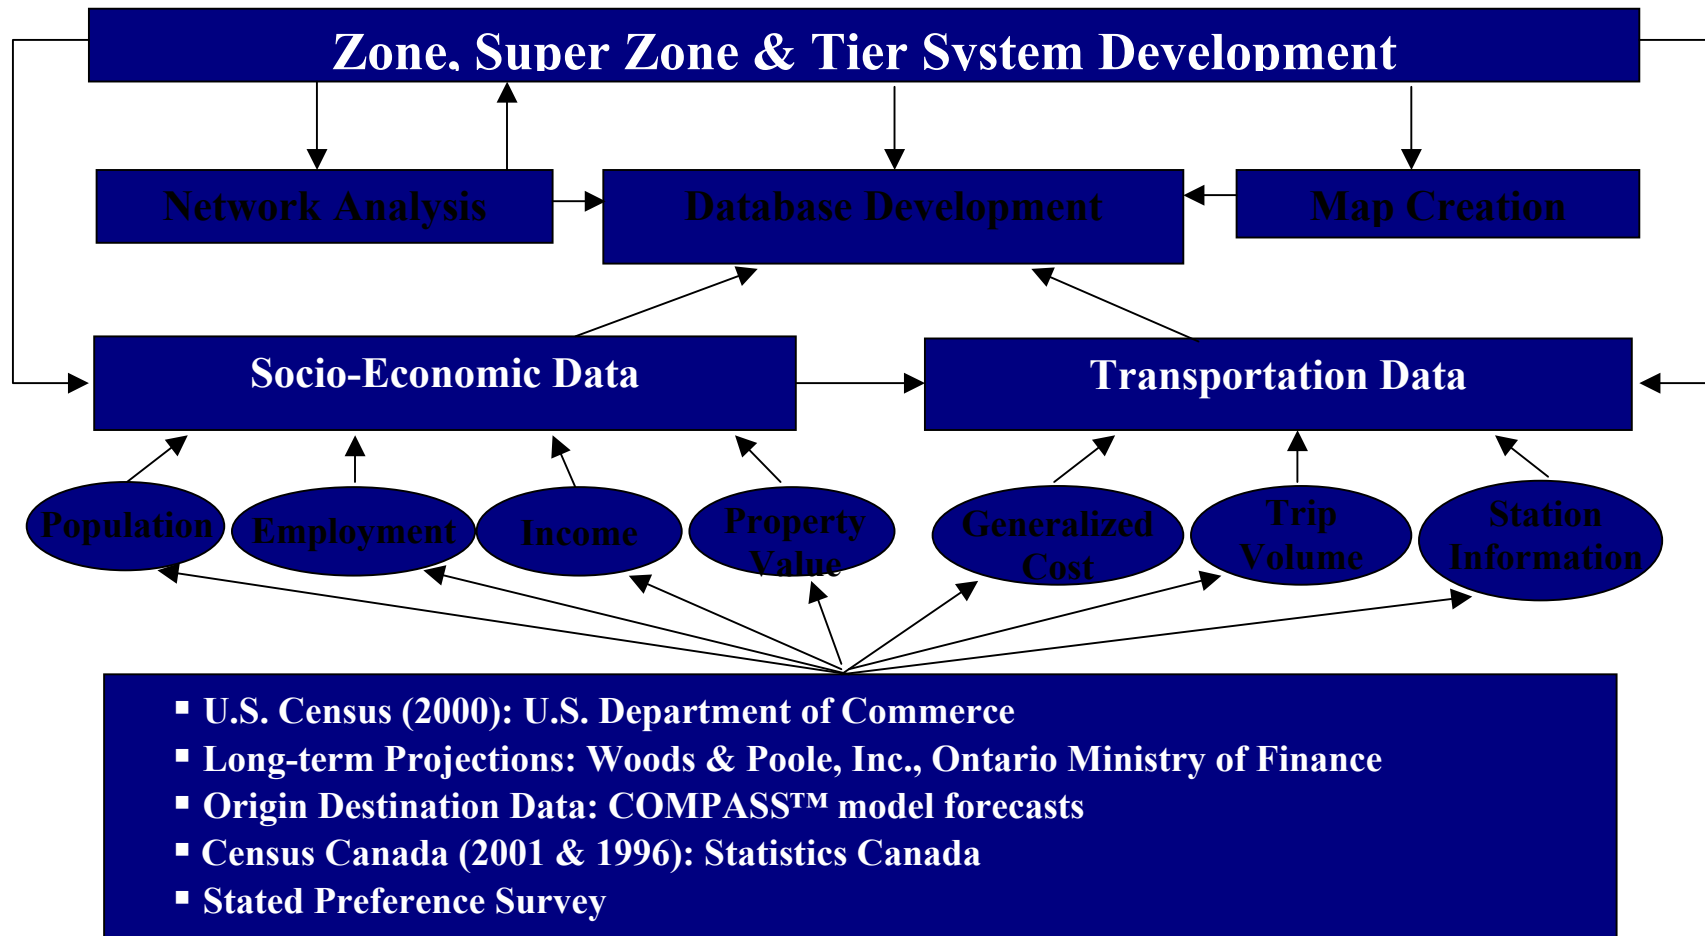 Zone, Super Zone & Tier System Development
Network Analysis
Database Development
Map Creation
Socio-Economic Data
Transportation Data
Population
Employment
Income
Property
Value
Generalized
Cost
Trip
Volume
Station
Information
▪ U.S. Census (2000): U.S. Department of Commerce
▪ Long-term Projections: Woods & Poole, Inc., Ontario Ministry of Finance
▪ Origin Destination Data: COMPASS™ model forecasts
▪ Census Canada (2001 & 1996): Statistics Canada
▪ Stated Preference Survey